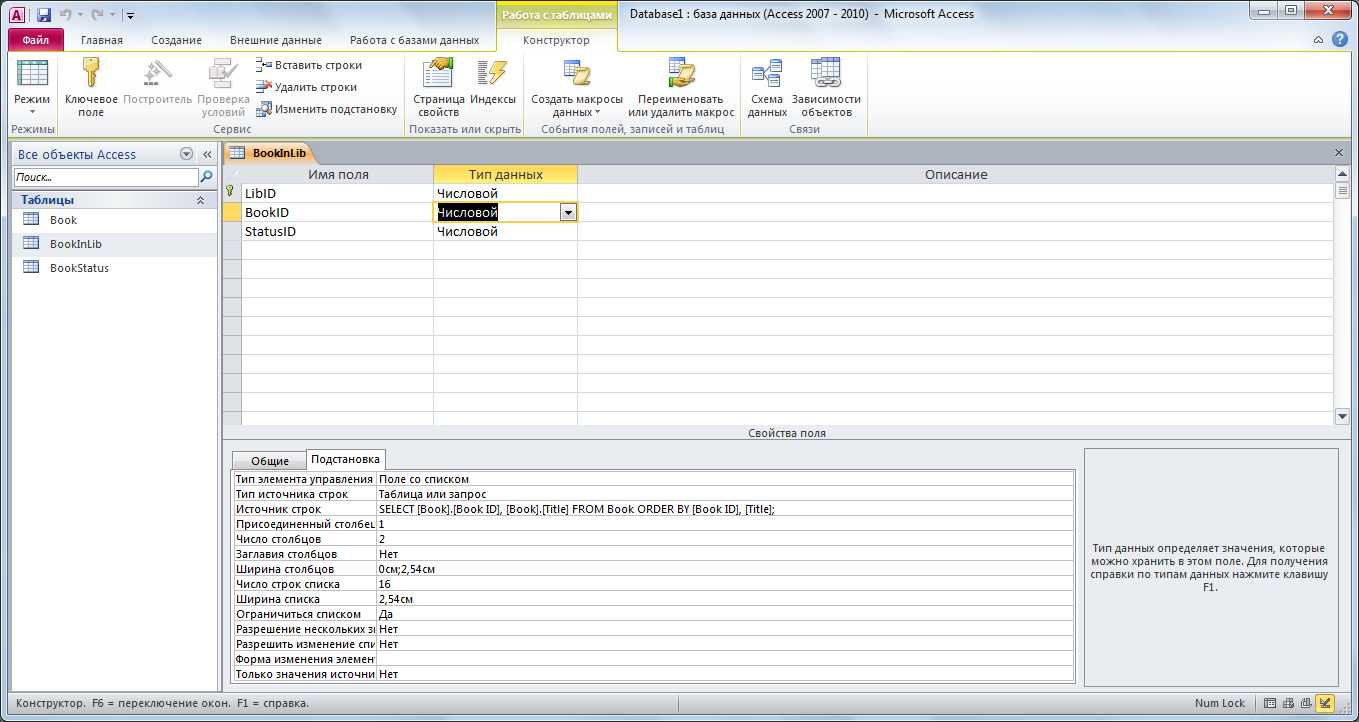 Работа с таблицами
Database1 : база данных (Access 2007 - 2010) - Microsoft Access
Файл
Главная
Создание
Внешние данные
Работа с базами данных
Конструктор
Режим
Ключевое поле
Построитель
Проверка условий
Вставить строки
Удалить строки
Изменить подстановку
Страница свойств
Индексы
Создать макросы данных
Переименовать или удалить макрос
Схема данных
Зависимости объектов
Режимы
Сервис
Показать или скрыть
События полей, записей и таблиц
Связи
Все объекты Access
Поиск...
Таблицы
Book
BookInLib
BookStatus
BookInLib
Имя поля Тип данных Описание
LibID Числовой
BookID Числовой
StatusID Числовой
Свойства поля
Общие Подстановка
Тип элемента управления Поле со списком
Тип источника строк Таблица или запрос
Источник строк SELECT [Book].[Book ID], [Book].[Title] FROM Book ORDER BY [Book ID], [Title];
Присоединенный столбец 1
Число столбцов 2
Заглавия столбцов Нет
Ширина столбцов 0см;2,54см
Число строк списка 16
Ширина списка 2,54см
Ограничиться списком Да
Разрешение нескольких зн Нет
Разрешить изменение спи Нет
Форма изменения элемент
Только значения источни Нет
Тип данных определяет значения, которые
можно хранить в этом поле. Для получения
справки по типам данных нажмите клавишу
F1.
Конструктор. F6 = переключение окон. F1 = справка.
Num Lock